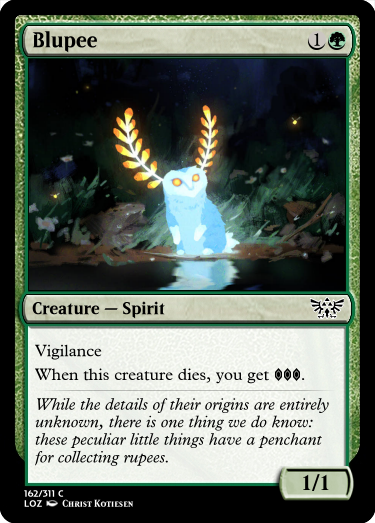 Blupee
1
Creature — Spirit
Vigilance
When this creature dies, you get
While the details of their origins are entirely
unknown, there is one thing we do know:
these peculiar little things have a penchant
for collecting rupees.
1/1
162/311 C
LOZ Christ Kotiesen